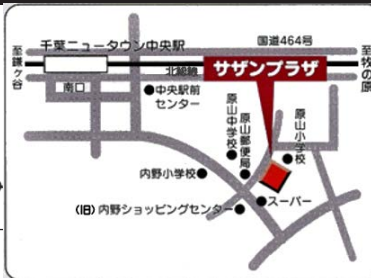 千葉ニュータウン中央駅
国道464号
至鎌ヶ谷
北総線
サザンプラザ
至牧の原
南口
中央駅前
センター
原山中学校
原山郵便局
原山小学校
内野小学校
スーパー
(旧)内野ショッピングセンター